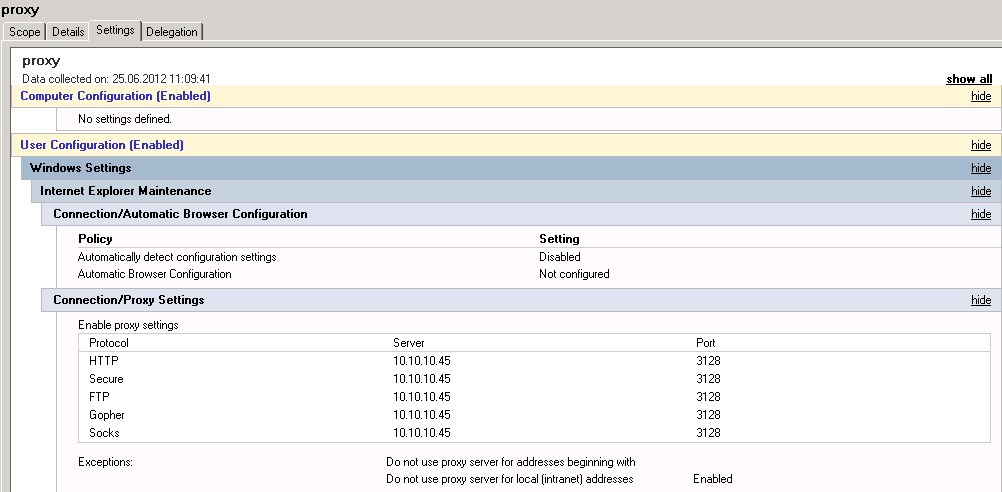 proxy
Scope Details Settings Delegation
proxy
Data collected on: 25.06.2012 11:09:41 show all
Computer Configuration (Enabled) hide
No settings defined.
User Configuration (Enabled) hide
Windows Settings hide
Internet Explorer Maintenance hide
Connection/Automatic Browser Configuration hide
Policy Setting
Automatically detect configuration settings Disabled
Automatic Browser Configuration Not configured
Connection/Proxy Settings hide
Enable proxy settings
Protocol Server Port
HTTP 10.10.10.45 3128
Secure 10.10.10.45 3128
FTP 10.10.10.45 3128
Gopher 10.10.10.45 3128
Socks 10.10.10.45 3128
Exceptions: Do not use proxy server for addresses beginning with
Do not use proxy server for local (intranet) addresses Enabled